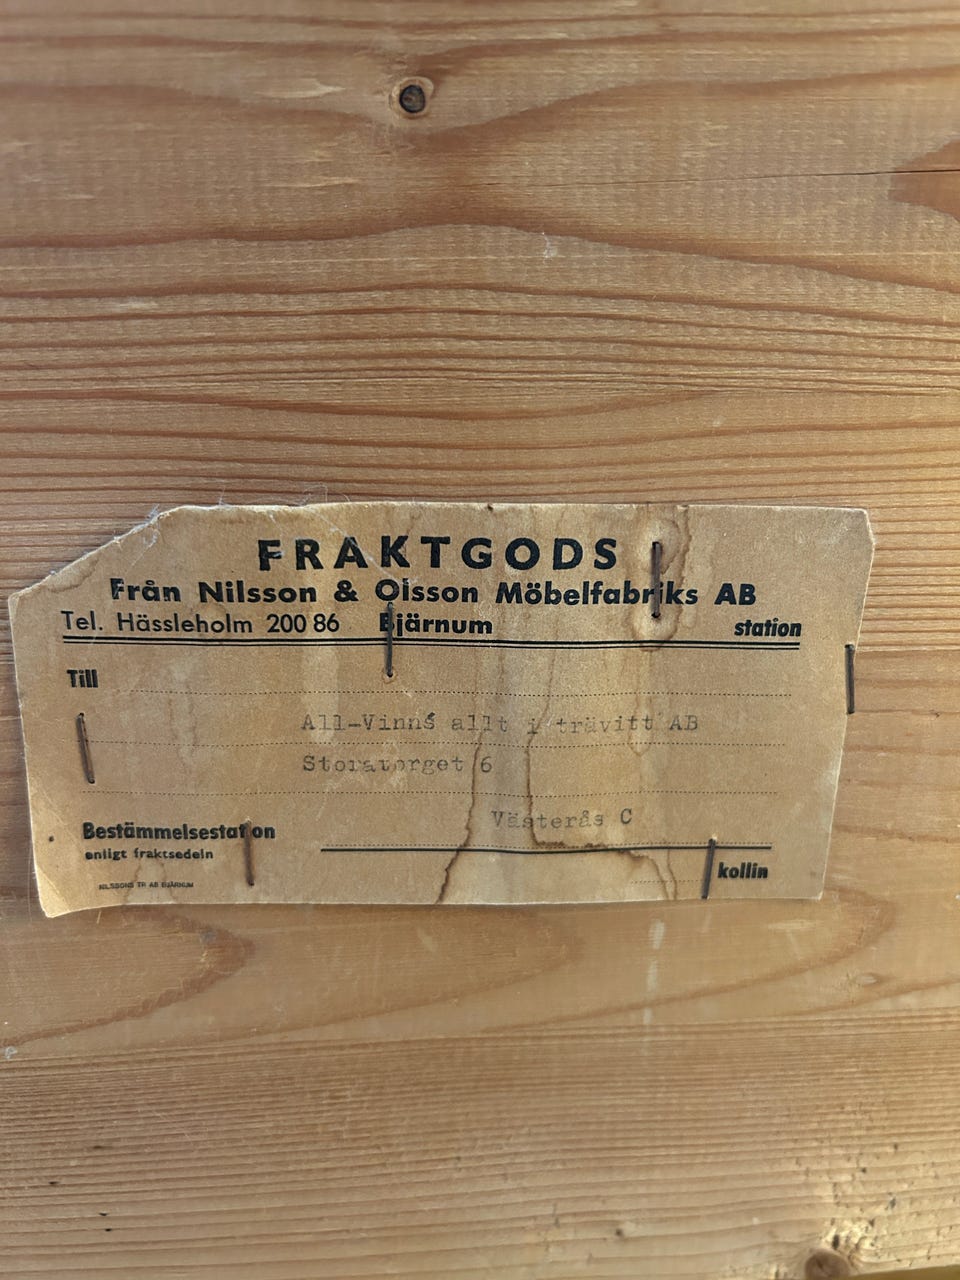 FRAKTGODS
Från Nilsson & Olsson Möbelfabriks AB
Tel. Hässleholm 200 86 Bjärnum station
Till
All-Vinns allt i trävitt AB
Storatorget 6
Västerås C
Bestämmelsestation
enligt fraktsedeln
kollin
NILSSONS TR AB BJÄRNUM